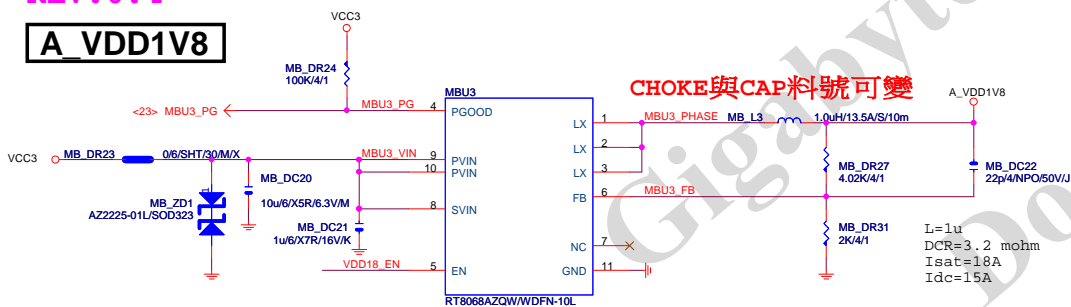 A_VDD1V8
VCC3
MB_DR24
100K/4/1
<23> MBU3_PG
MBU3_PG
VCC3
MB_DR23
0/6/SHT/30/M/X
MBU3_VIN
MB_ZD1
AZ2225-01L/SOD323
1
MB_DC20
10u/6/X5R/6.3V/M
MB_DC21
1u/6/X7R/16V/K
VDD18_EN
MBU3
4 PGOOD
9 PVIN
10 PVIN
8 SVIN
5 EN
LX 1
LX 2
LX 3
FB 6
NC 7
GND 11
RT8068AZQW/WDFN-10L
CHOKE與CAP料號可變
MBU3_PHASE
MB_L3
1.0uH/13.5A/S/10m
A_VDD1V8
MB_DR27
4.02K/4/1
MB_DC22
22p/4/NPO/50V/J
MBU3_FB
MB_DR31
2K/4/1
L=1u
DCR=3.2 mohm
Isat=18A
Idc=15A
Gigabyte